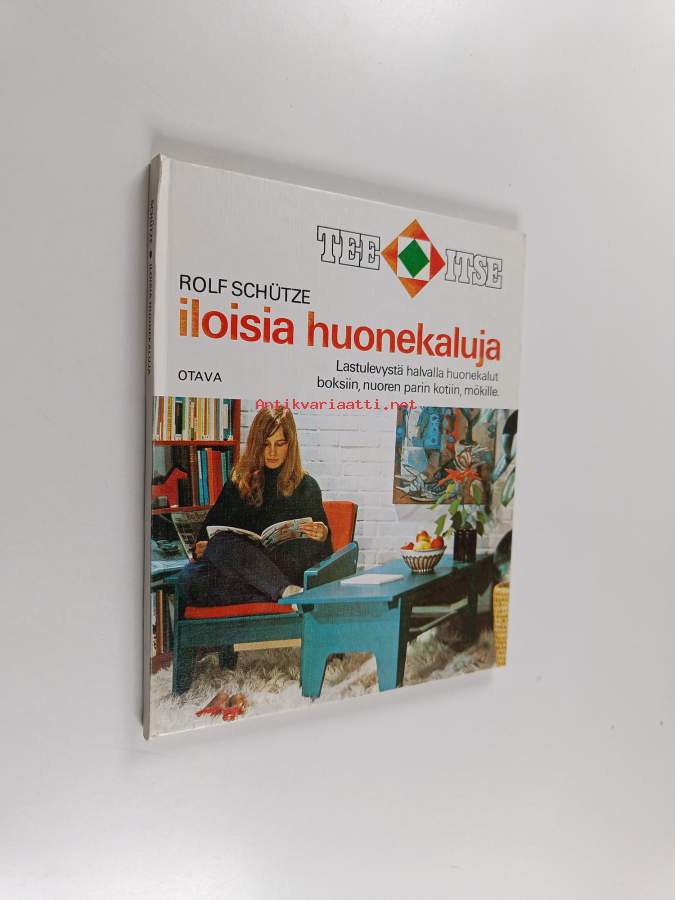 TEE ITSE
ROLF SCHÜTZE
iloisia huonekaluja
Lastulevystä halvalla huonekalut
boksiin, nuoren parin kotiin, mökille.
OTAVA
Antikvariaatti.net
SCHÜTZE ILOISIA HUONEKALUJA